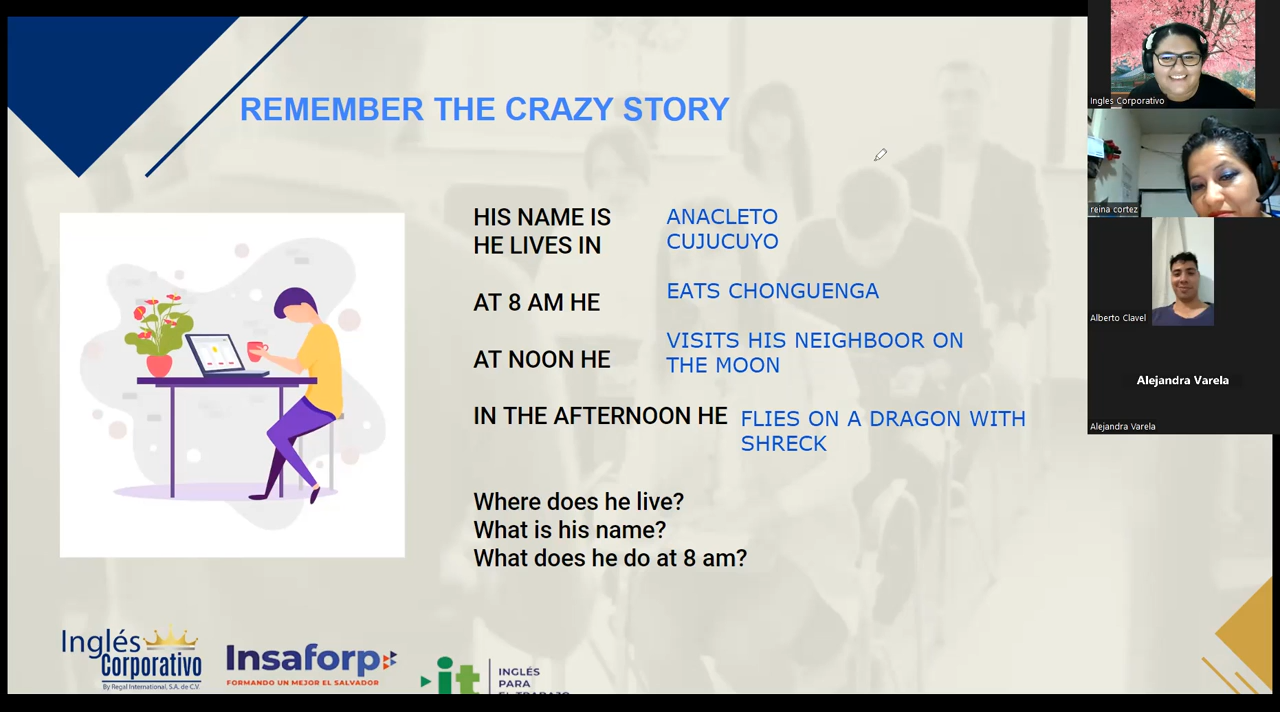 REMEMBER THE CRAZY STORY
HIS NAME IS
ANACLETO
HE LIVES IN
CUJUCUYO
AT 8 AM HE
EATS CHONGUENGA
AT NOON HE
VISITS HIS NEIGHBOOR ON
THE MOON
IN THE AFTERNOON HE
FLIES ON A DRAGON WITH
SHRECK
Where does he live?
What is his name?
What does he do at 8 am?
Inglés
Corporativo
By Regal International, S.A. de C.V.
Insaforp
FORMANDO UN MEJOR EL SALVADOR
it
INGLÉS
PARA
EL TRABAJO
Ingles Corporativo
reina cortez
Alberto Clavel
Alejandra Varela
Alejandra Varela